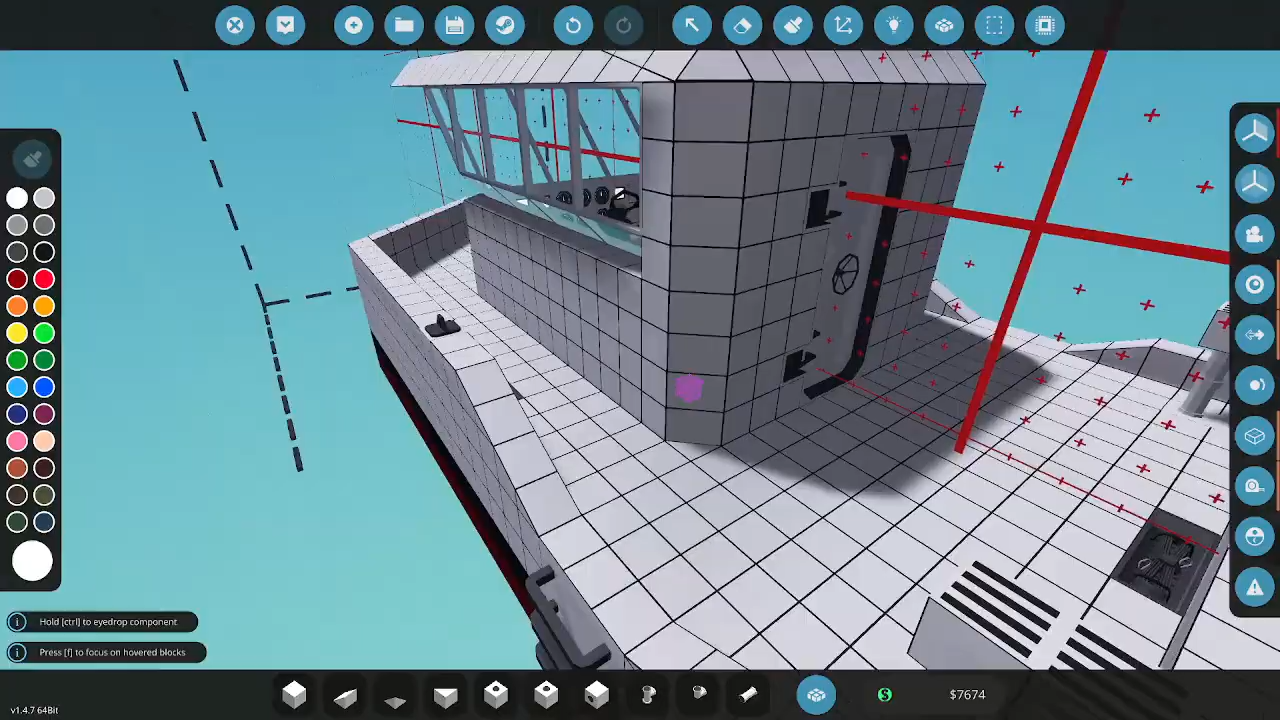 Hold [ctrl] to eyedrop component
Press [f] to focus on hovered blocks
$7674
v1.4.7 64Bit